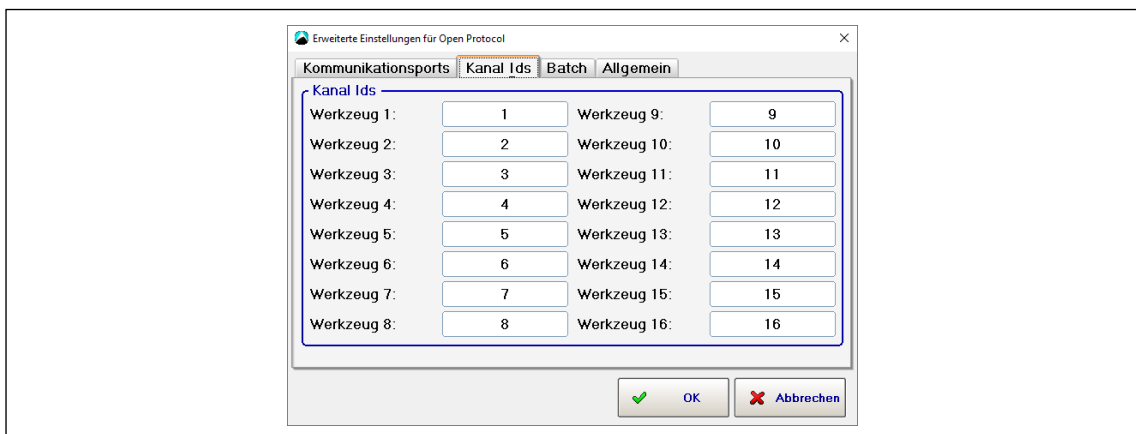 Erweiterte Einstellungen für Open Protocol
Kommunikationsports Kanal Ids Batch Allgemein
Kanal Ids
Werkzeug 1: 1 Werkzeug 9: 9
Werkzeug 2: 2 Werkzeug 10: 10
Werkzeug 3: 3 Werkzeug 11: 11
Werkzeug 4: 4 Werkzeug 12: 12
Werkzeug 5: 5 Werkzeug 13: 13
Werkzeug 6: 6 Werkzeug 14: 14
Werkzeug 7: 7 Werkzeug 15: 15
Werkzeug 8: 8 Werkzeug 16: 16
OK Abbrechen